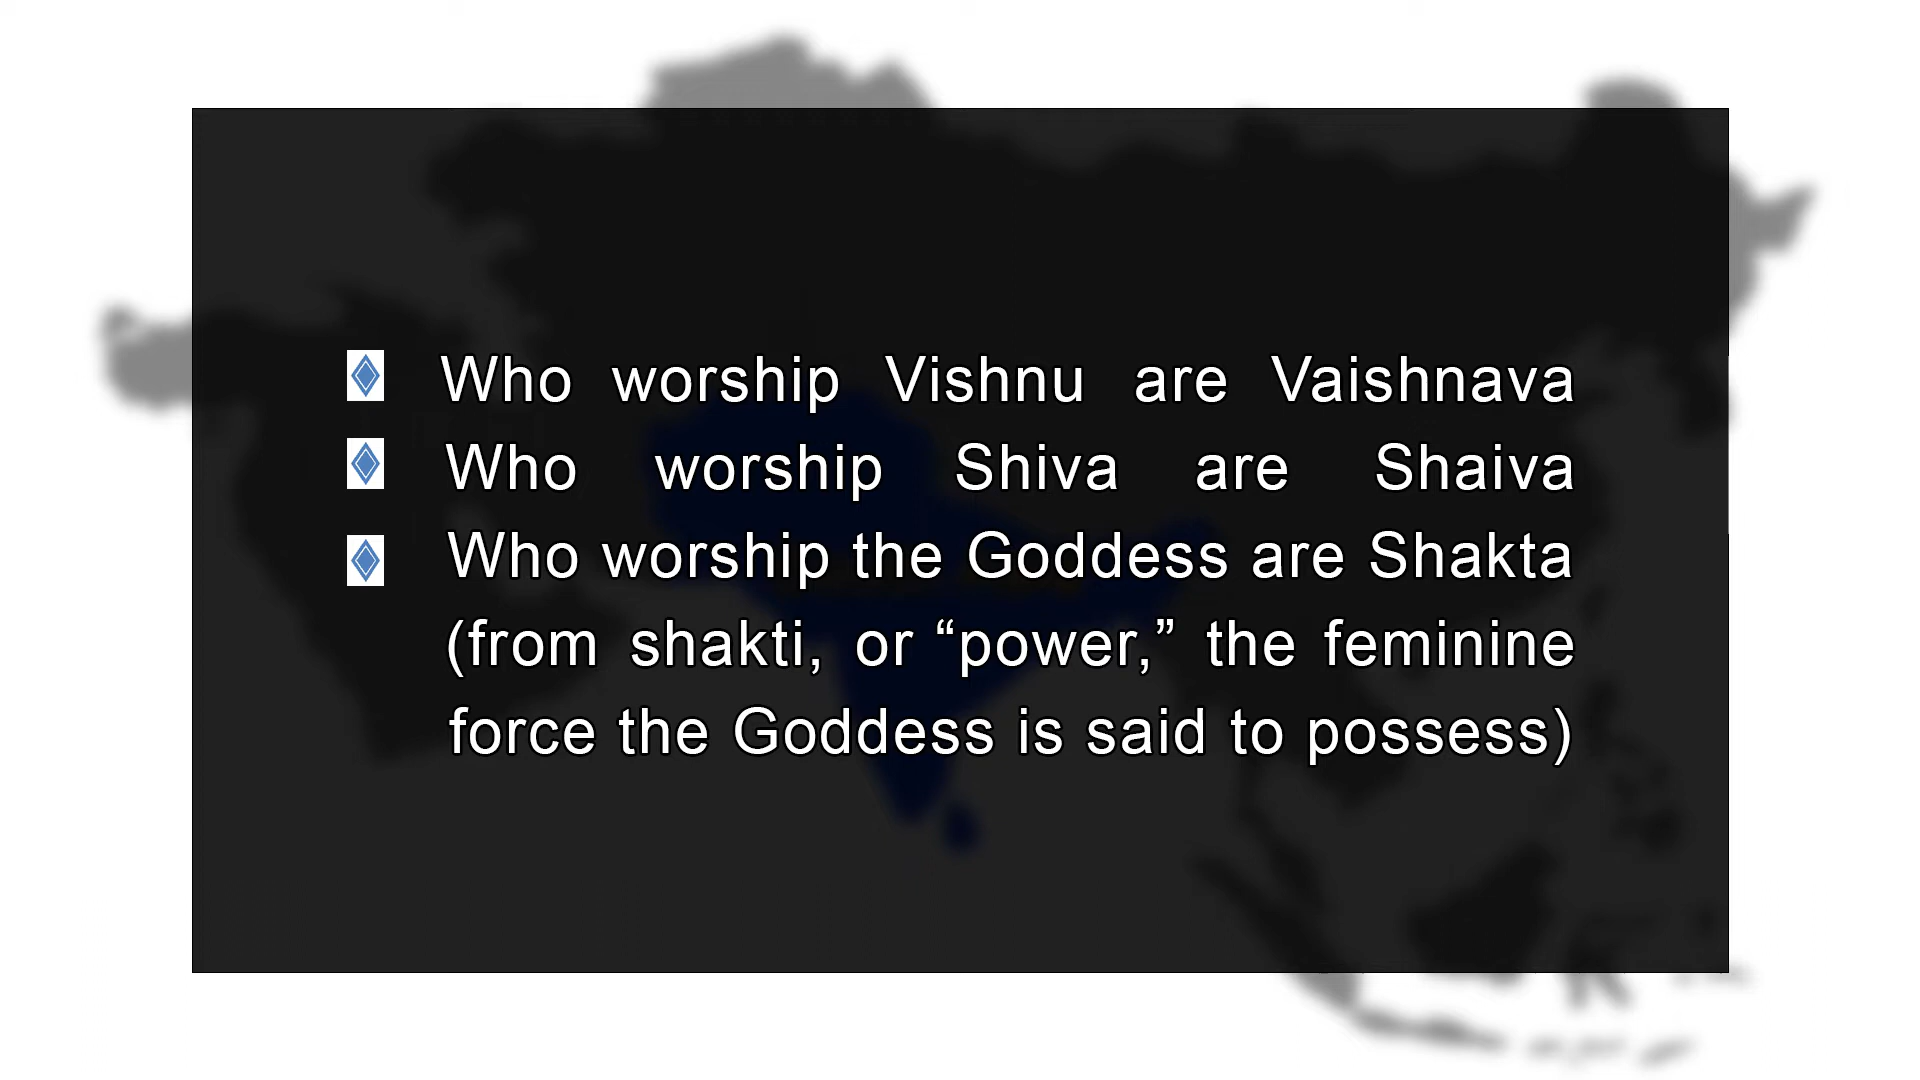 Who worship Vishnu are Vaishnava
Who worship Shiva are Shaiva
Who worship the Goddess are Shakta
(from shakti, or “power,” the feminine
force the Goddess is said to possess)